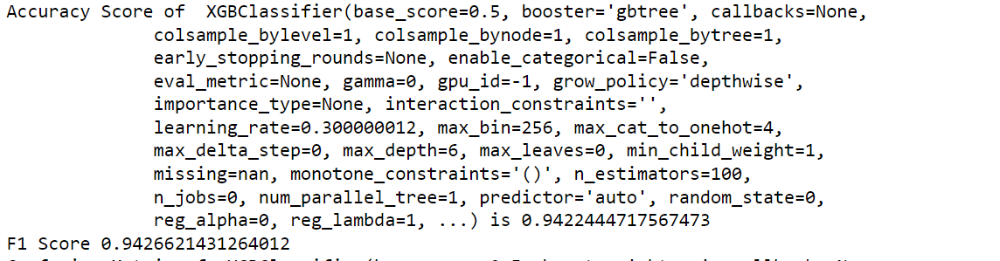 Accuracy Score of  XGBClassifier(base_score=0.5, booster='gbtree', callbacks=None,
colsample_bylevel=1, colsample_bynode=1, colsample_bytree=1,
early_stopping_rounds=None, enable_categorical=False,
eval_metric=None, gamma=0, gpu_id=-1, grow_policy='depthwise',
importance_type=None, interaction_constraints='',
learning_rate=0.300000012, max_bin=256, max_cat_to_onehot=4,
max_delta_step=0, max_depth=6, max_leaves=0, min_child_weight=1,
missing=nan, monotone_constraints='()', n_estimators=100,
n_jobs=0, num_parallel_tree=1, predictor='auto', random_state=0,
reg_alpha=0, reg_lambda=1, ...) is 0.9422444717567473
F1 Score 0.9426621431264012